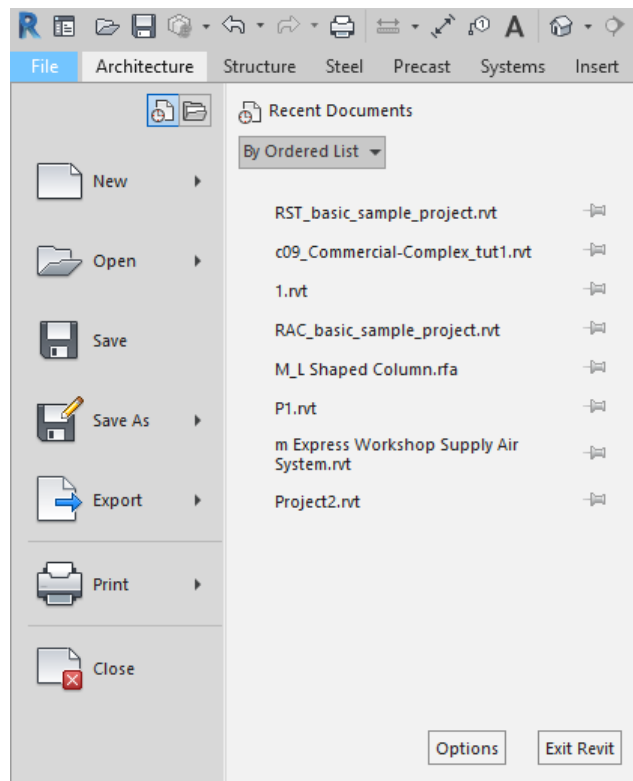 R
A
File Architecture Structure Steel Precast Systems Insert
Recent Documents
By Ordered List
New
Open
Save
Save As
Export
Print
Close
RST_basic_sample_project.rvt
c09_Commercial-Complex_tut1.rvt
1.rvt
RAC_basic_sample_project.rvt
M_L Shaped Column.rfa
P1.rvt
m Express Workshop Supply Air
System.rvt
Project2.rvt
Options Exit Revit